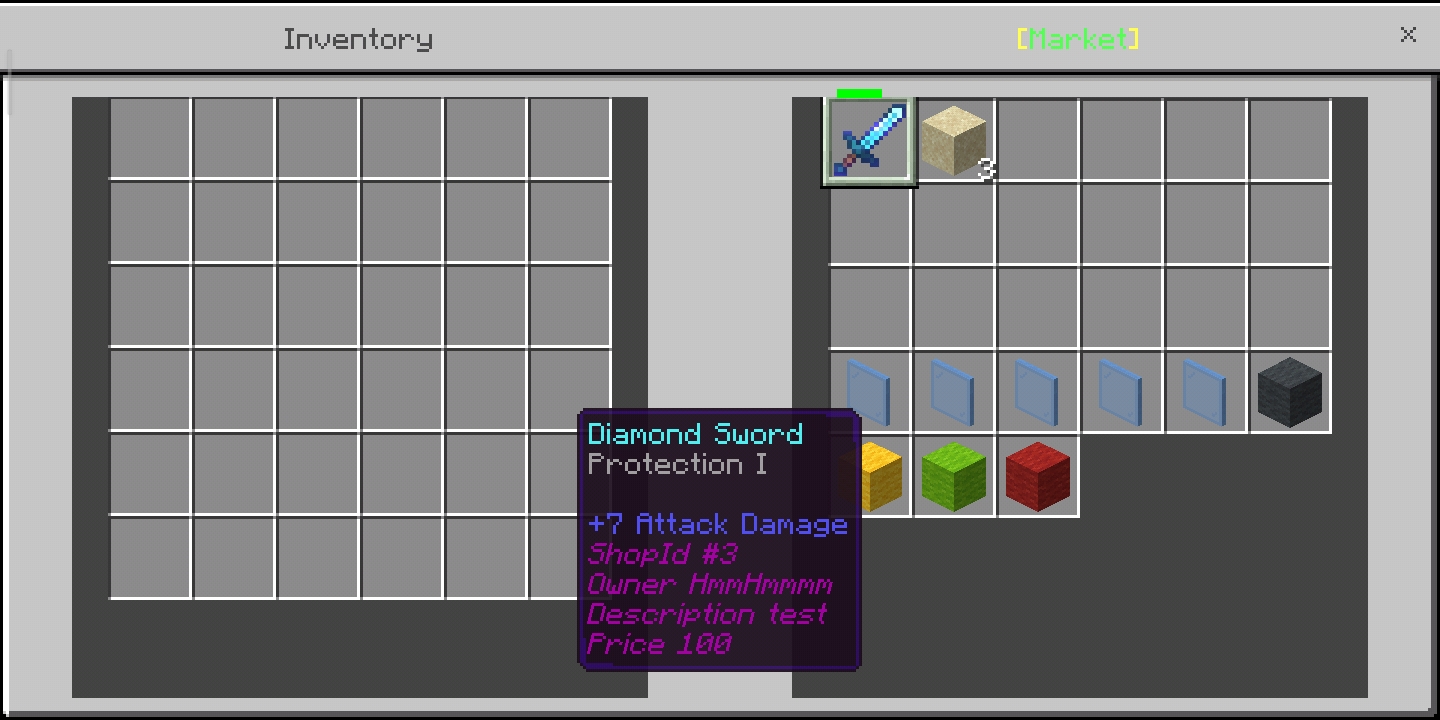 Inventory
[Market]
3
Diamond Sword
Protection I
+7 Attack Damage
ShopId #3
Owner HmmHmmmm
Description test
Price 100